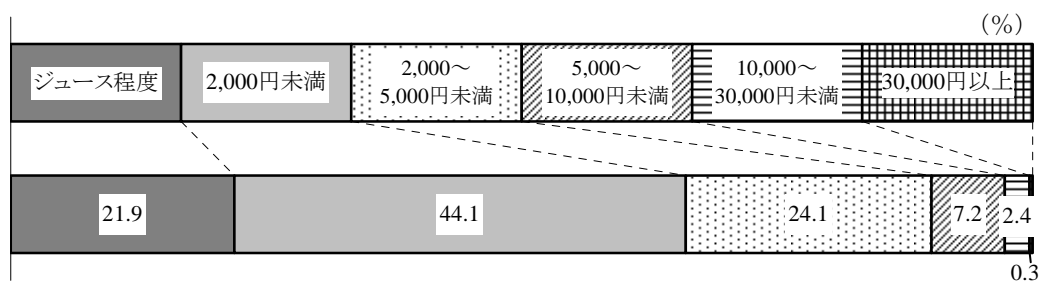 (%)
ジュース程度
2,000円未満
2,000～
5,000円未満
5,000～
10,000円未満
10,000～
30,000円未満
30,000円以上
21.9
44.1
24.1
7.2
2.4
0.3